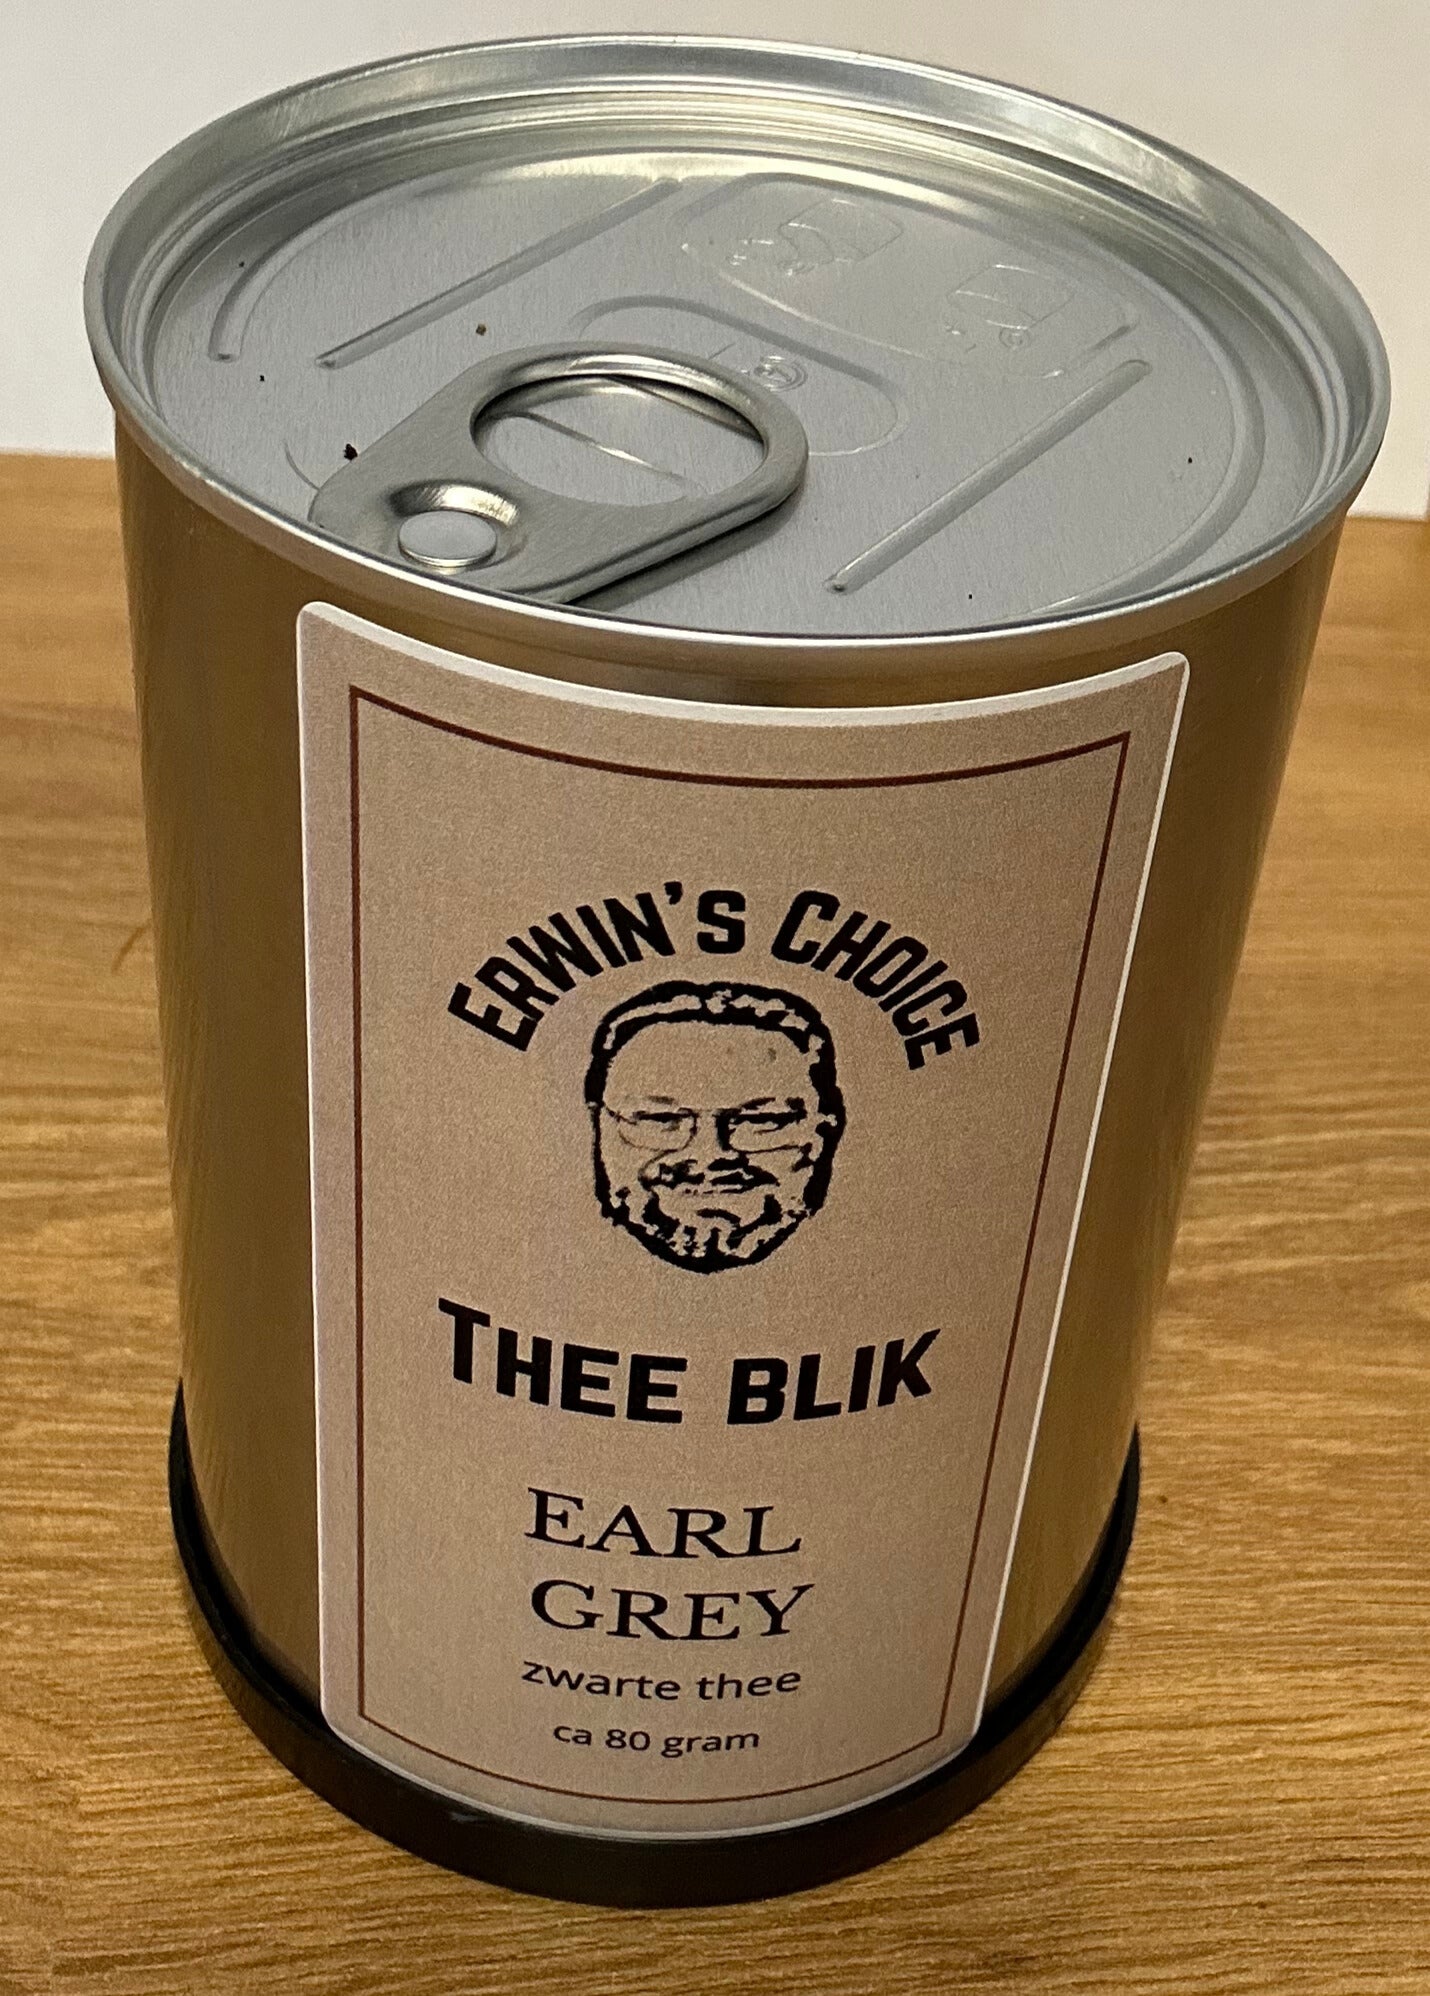 ERWIN'S CHOICE
THEE BLIK
EARL
GREY
zwarte thee
ca 80 gram